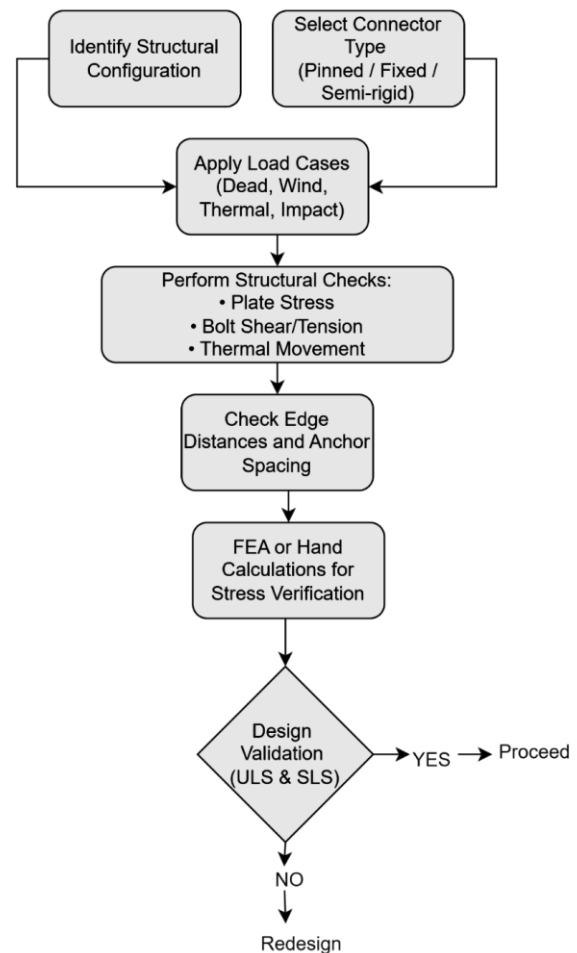 Identify Structural
Configuration
Select Connector
Type
(Pinned / Fixed /
Semi-rigid)
Apply Load Cases
(Dead, Wind,
Thermal, Impact)
Perform Structural Checks:
• Plate Stress
• Bolt Shear/Tension
• Thermal Movement
Check Edge
Distances and Anchor
Spacing
FEA or Hand
Calculations for
Stress Verification
Design
Validation
(ULS & SLS)
YES
Proceed
NO
Redesign